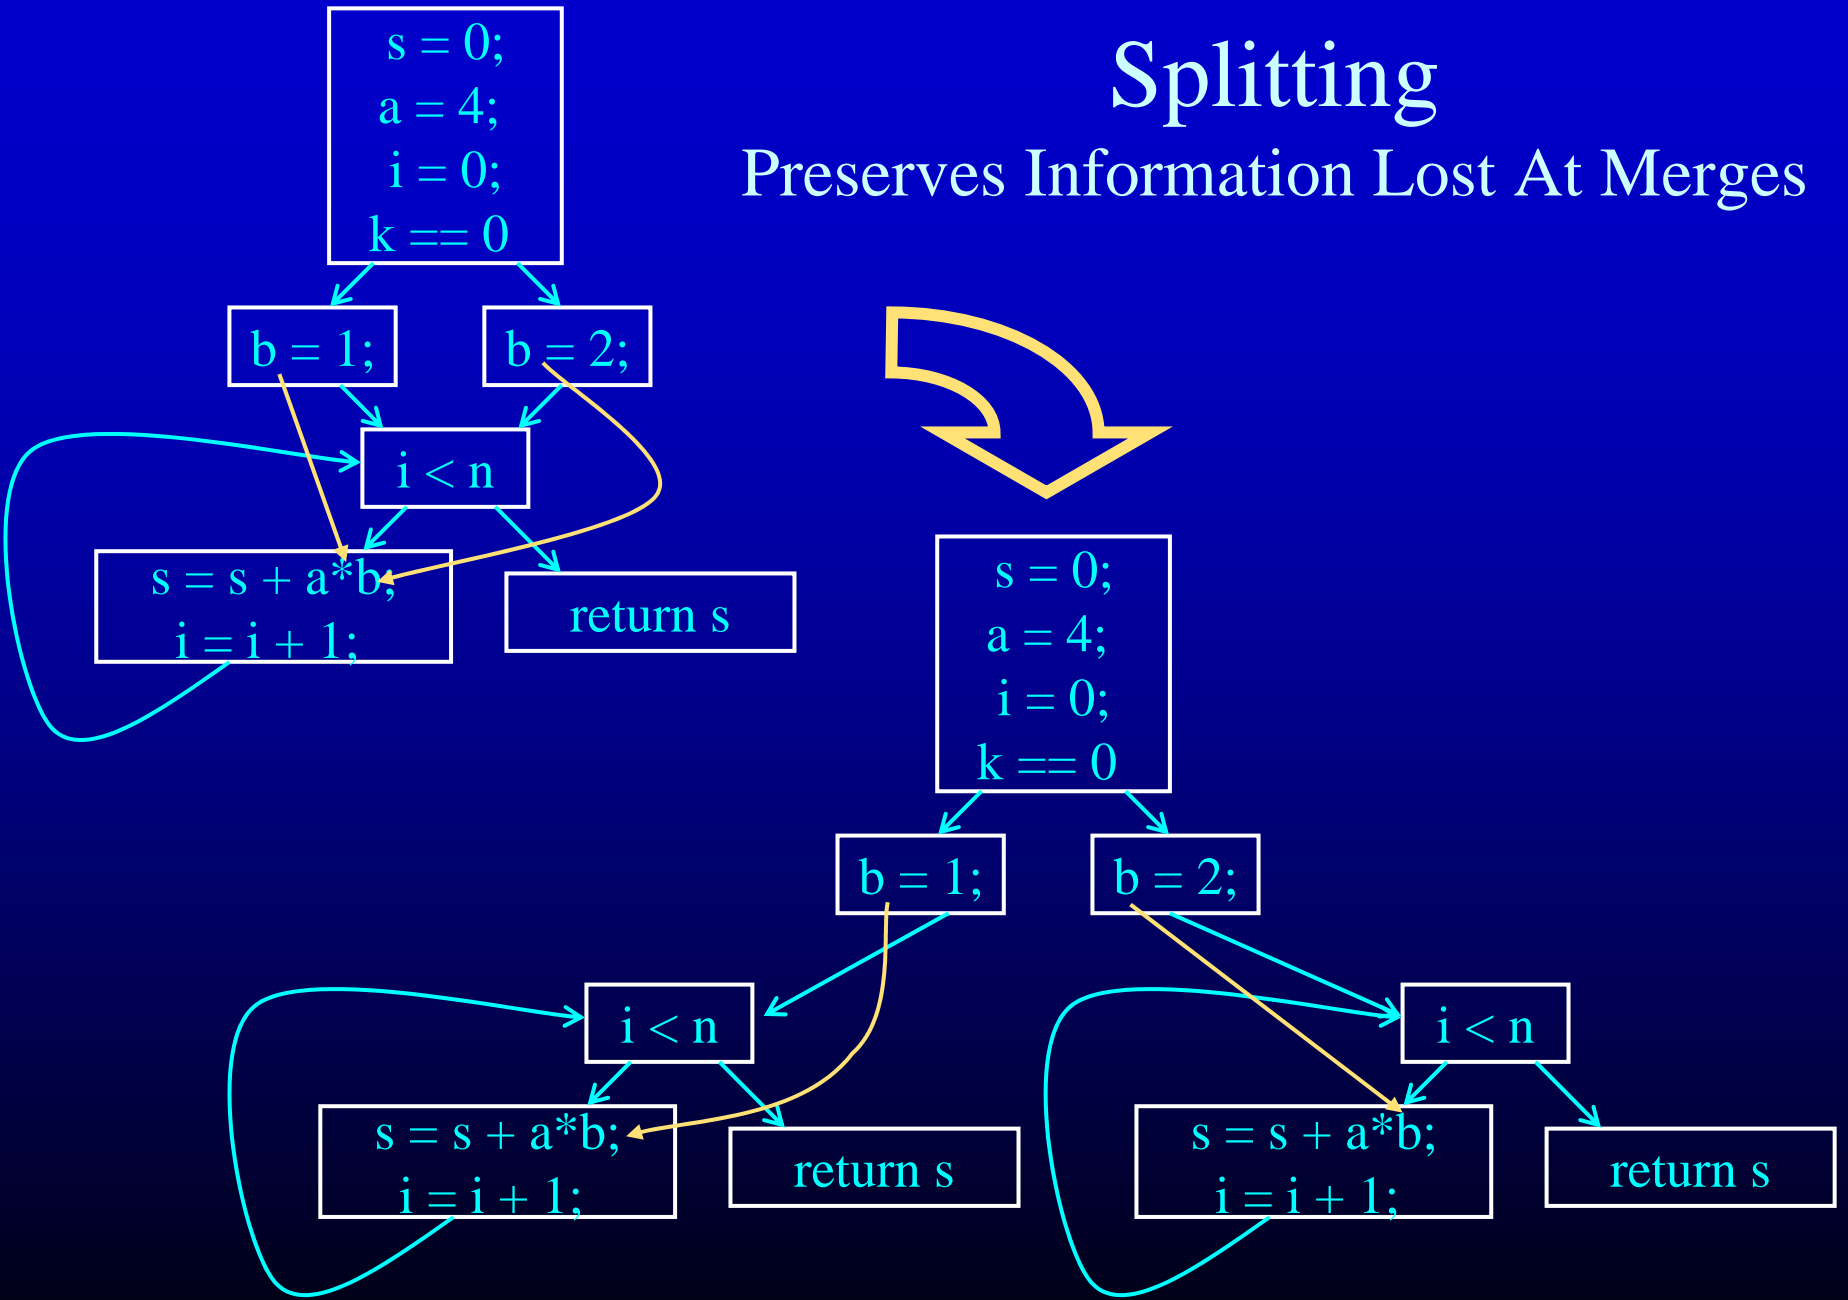 Splitting
Preserves Information Lost At Merges
s = 0;
a = 4;
i = 0;
k == 0
b = 1;
b = 2;
i < n
s = s + a*b;
i = i + 1;
return s
s = 0;
a = 4;
i = 0;
k == 0
b = 1;
b = 2;
i < n
s = s + a*b;
i = i + 1;
return s
i < n
s = s + a*b;
i = i + 1;
return s